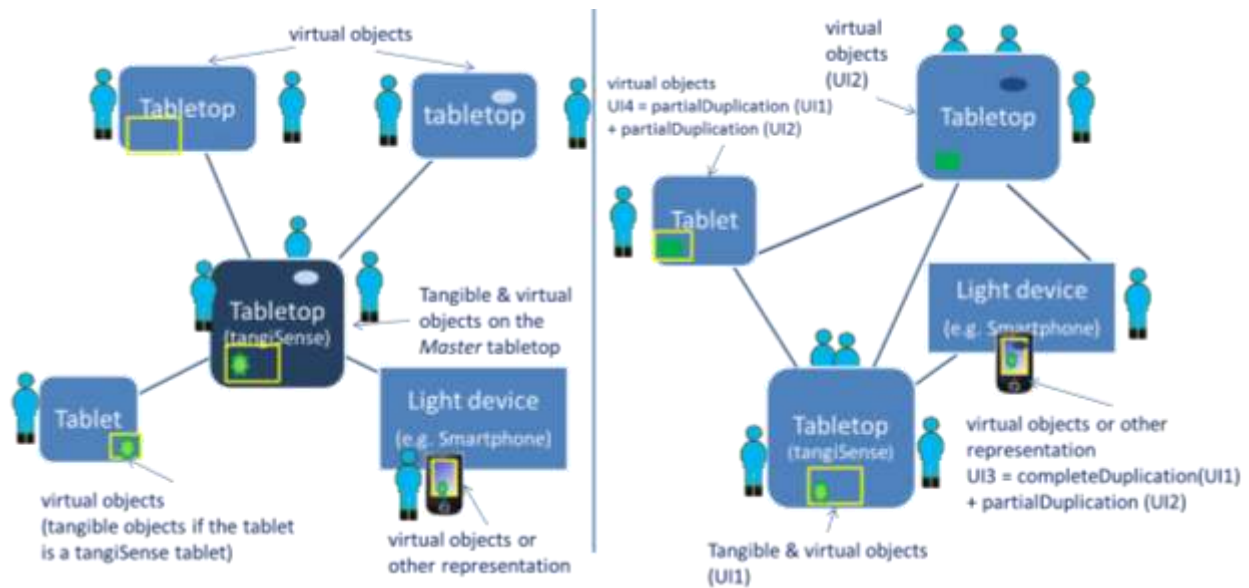 virtual objects
Tabletop
tabletop
Tabletop
(tangiSense)
Tangible & virtual
objects on the
Master tabletop
Tablet
Light device
(e.g. Smartphone)
virtual objects
(tangible objects if the tablet
is a tangiSense tablet)
virtual objects or
other representation
virtual
objects
(UI2)
virtual objects
UI4 = partialDuplication (UI1)
+ partialDuplication (UI2)
Tabletop
Tablet
Light device
(e.g. Smartphone)
Tabletop
(tangiSense)
virtual objects or other
representation
UI3 = completeDuplication(UI1)
+ partialDuplication (UI2)
Tangible & virtual objects
(UI1)